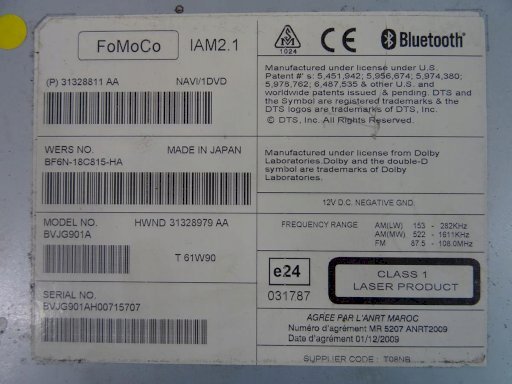 FoMoCo IAM2.1
(P) 31328811 AA NAVI/1DVD
WERS NO. MADE IN JAPAN
BF6N-18C815-HA
MODEL NO. HWND 31328979 AA
BVJG901A
T 61W90
SERIAL NO.
BVJG901AH00715707
1024 CE Bluetooth
Manufactured under license under U.S.
Patent #'s: 5,451,942; 5,956,674; 5,974,380;
5,978,762; 6,487,535 & other U.S. and
worldwide patents issued & pending. DTS and
the Symbol are registered trademarks & the
DTS logos are trademarks of DTS, Inc.
© DTS, Inc. All Rights Reserved.
Manufactured under license from Dolby
Laboratories.Dolby and the double-D
symbol are trademarks of Dolby
Laboratories.
12V D.C. NEGATIVE GND
FREQUENCY RANGE AM(LW) 153 - 282KHz
AM(MW) 522 - 1611KHz
FM 87.5 - 108.0MHz
e24
031787
CLASS 1
LASER PRODUCT
AGREE PAR L'ANRT MAROC
Numéro d'agrément MR 5207 ANRT2009
Date d'agrément 01/12/2009
SUPPLIER CODE : T08NB